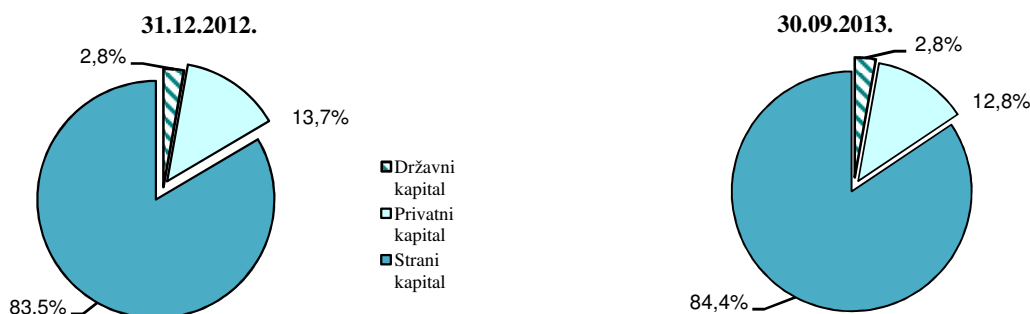 31.12.2012.
2,8%
13,7%
83,5%
Državni
kapital
Privatni
kapital
Strani
kapital
30.09.2013.
2,8%
12,8%
84,4%